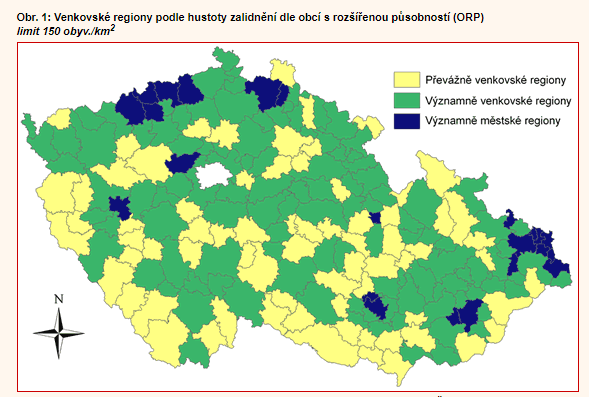 Obr. 1: Venkovské regiony podle hustoty zalidnění dle obcí s rozšířenou působností (ORP)
limit 150 obyv./km²
Převážně venkovské regiony
Významně venkovské regiony
Významně městské regiony
N